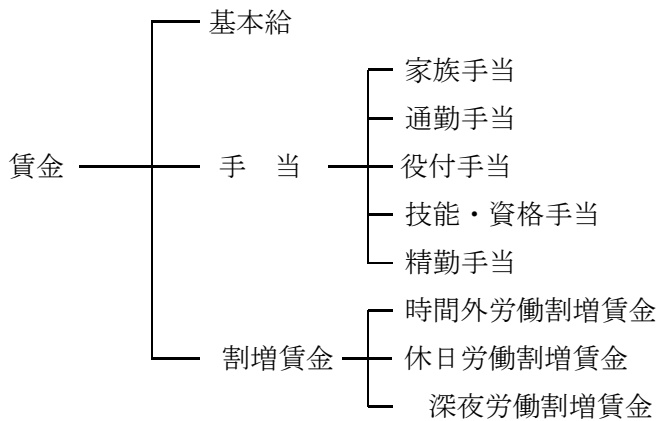 基本給
家族手当
通勤手当
賃金 手 当 役付手当
技能・資格手当
精勤手当
時間外労働割増賃金
割増賃金 休日労働割増賃金
深夜労働割増賃金